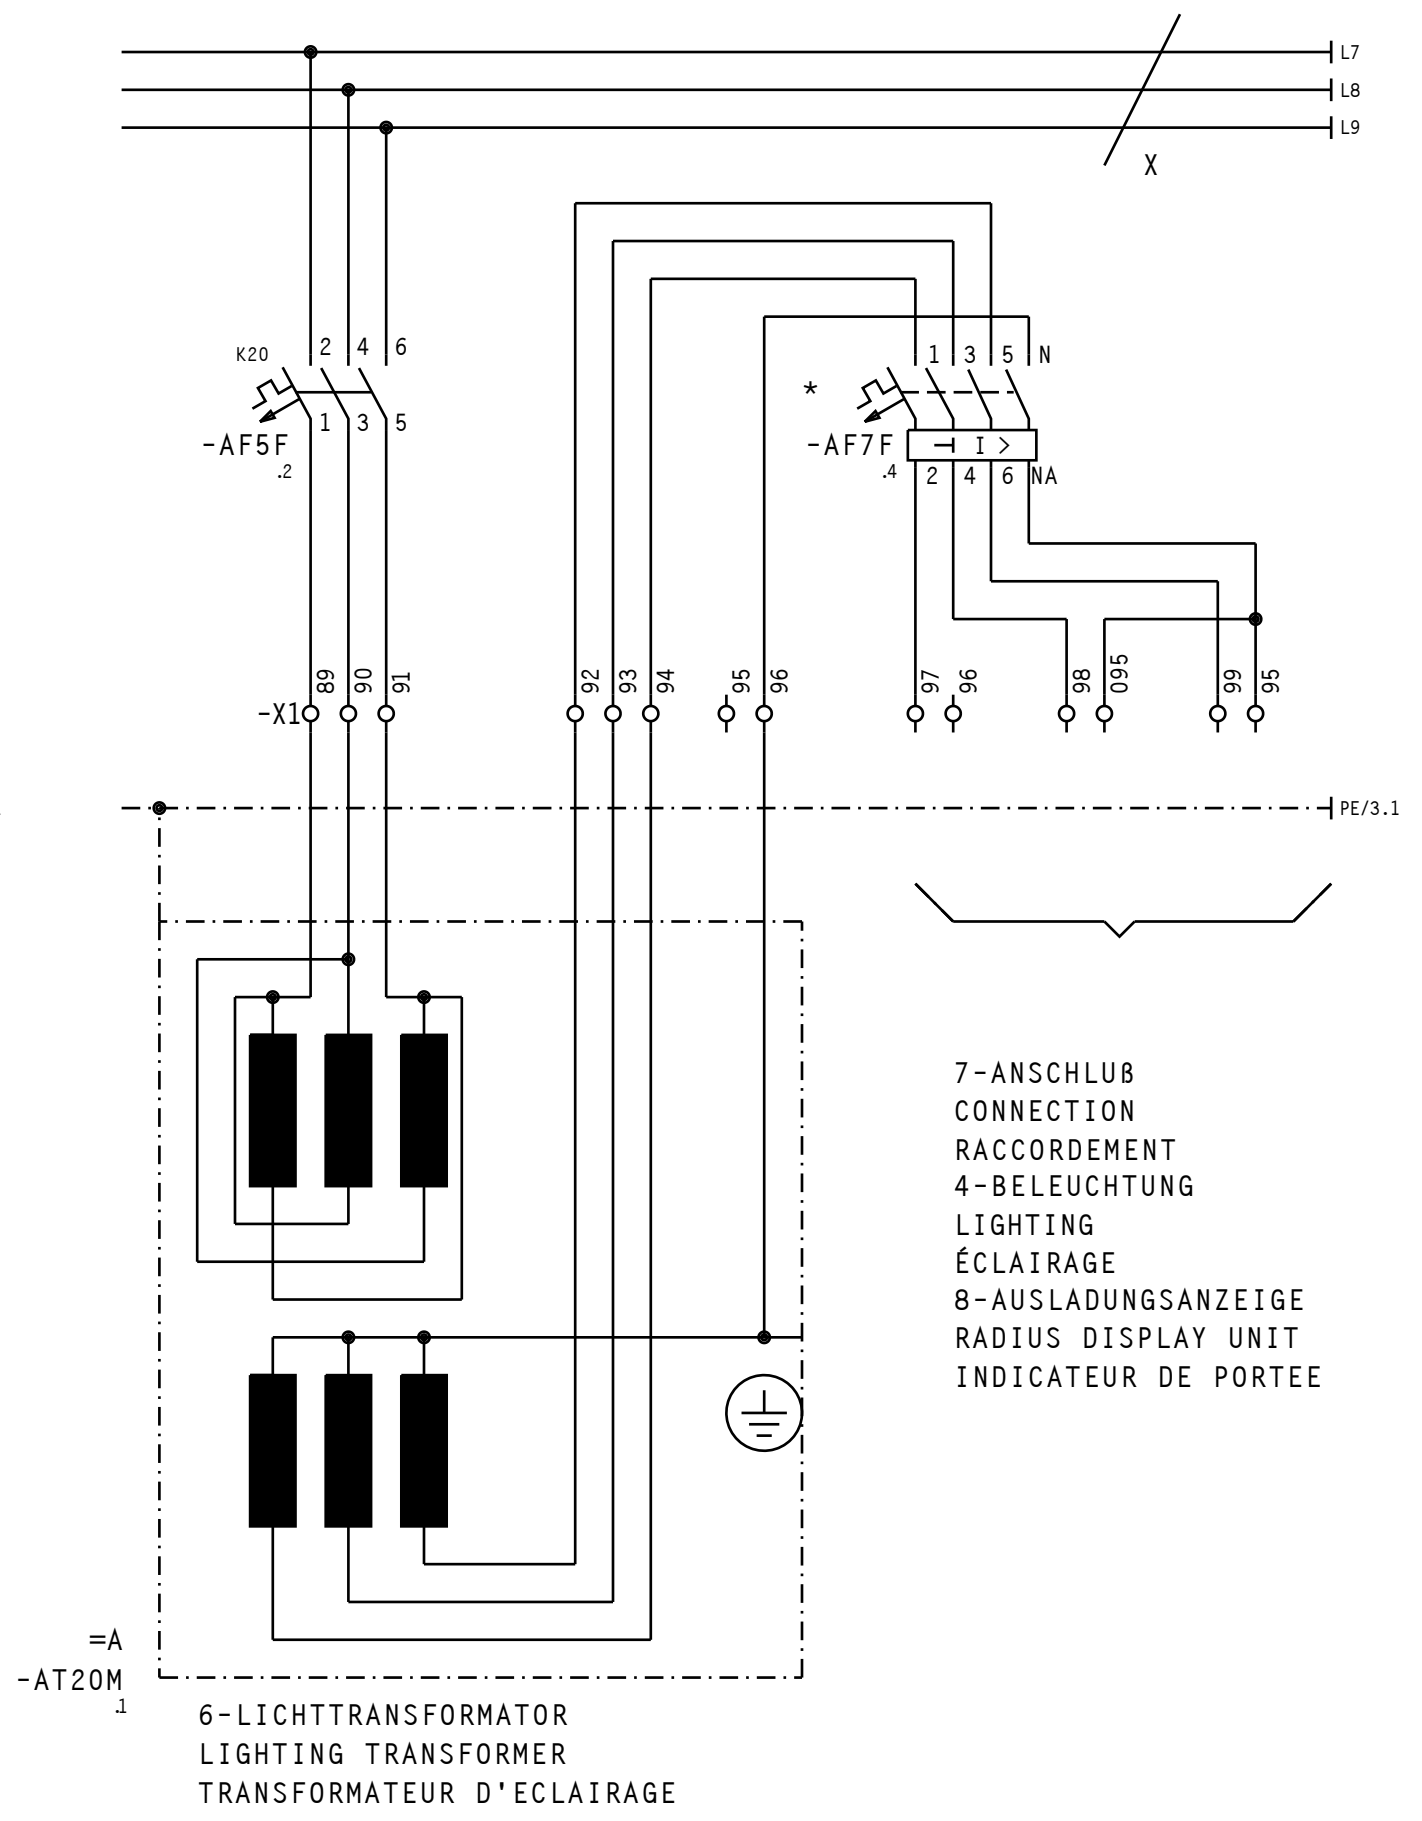 L7
L8
L9
X
K20
2 4 6
1 3 5
-AF5F
.2
*
1 3 5 N
-AF7F
I >
.4
2 4 6 NA
-X1
89 90 91 92 93 94 95 96 97 96 98 095 99 95
PE/3.1
7-ANSCHLUß
CONNECTION
RACCORDEMENT
4-BELEUCHTUNG
LIGHTING
ÉCLAIRAGE
8-AUSLADUNGSANZEIGE
RADIUS DISPLAY UNIT
INDICATEUR DE PORTEE
=A
-AT20M
.1
6-LICHTTRANSFORMATOR
LIGHTING TRANSFORMER
TRANSFORMATEUR D'ECLAIRAGE